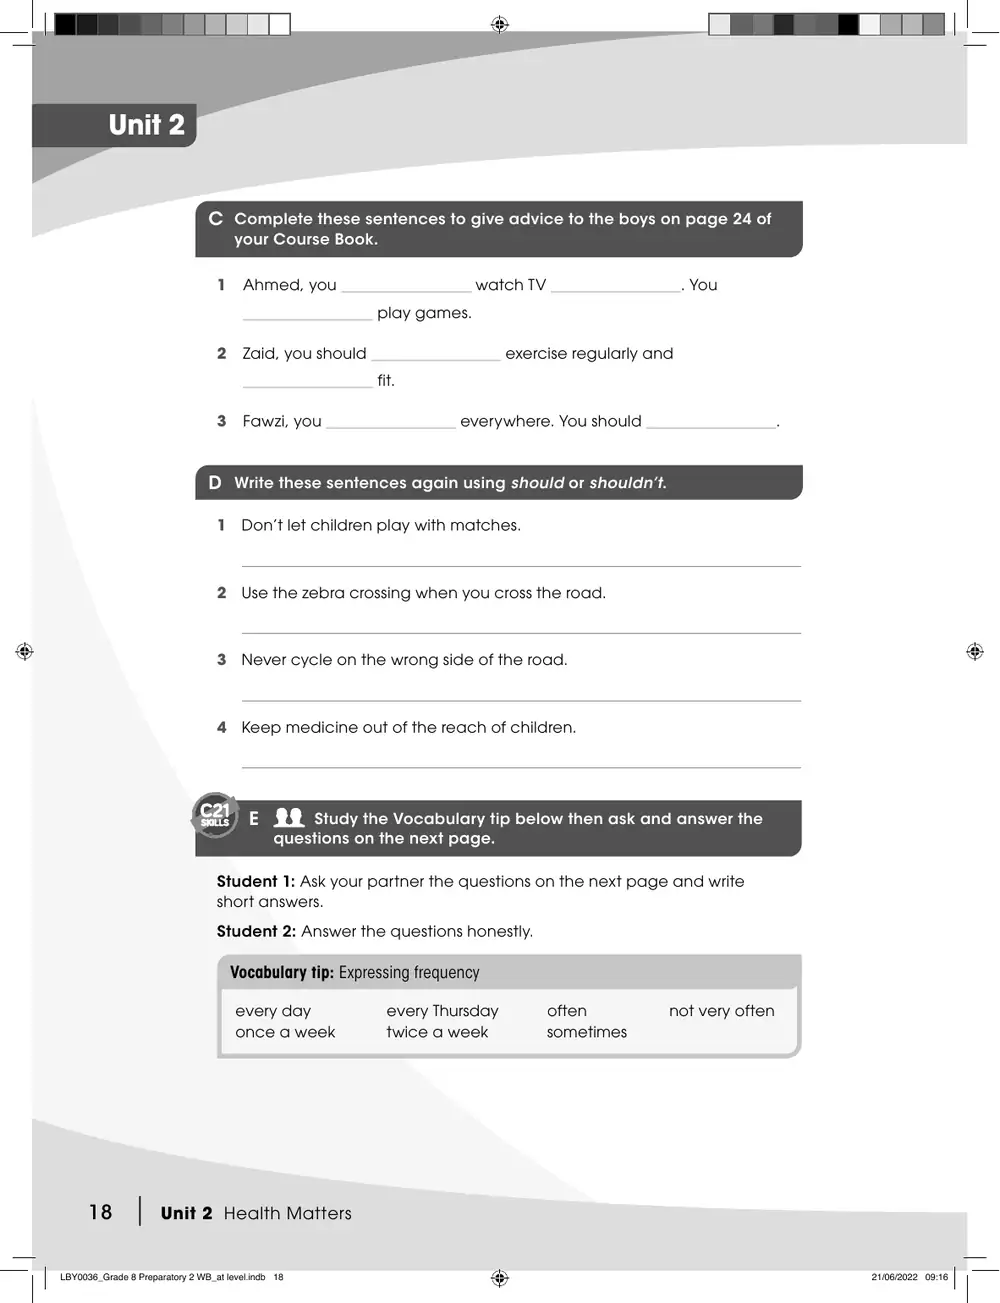 Unit 2
C Complete these sentences to give advice to the boys on page 24 of
your Course Book.
1 Ahmed, you ______________ watch TV ______________. You
______________ play games.
2 Zaid, you should ______________ exercise regularly and
______________ fit.
3 Fawzi, you ______________ everywhere. You should ______________.
D Write these sentences again using should or shouldn’t.
1 Don’t let children play with matches.
2 Use the zebra crossing when you cross the road.
3 Never cycle on the wrong side of the road.
4 Keep medicine out of the reach of children.
C21
SKILLS
E Study the Vocabulary tip below then ask and answer the
questions on the next page.
Student 1: Ask your partner the questions on the next page and write
short answers.
Student 2: Answer the questions honestly.
Vocabulary tip: Expressing frequency
every day every Thursday often not very often
once a week twice a week sometimes
18 Unit 2 Health Matters
LBY0036_Grade 8 Preparatory 2 WB_at level.indb 18 21/06/2022 09:16